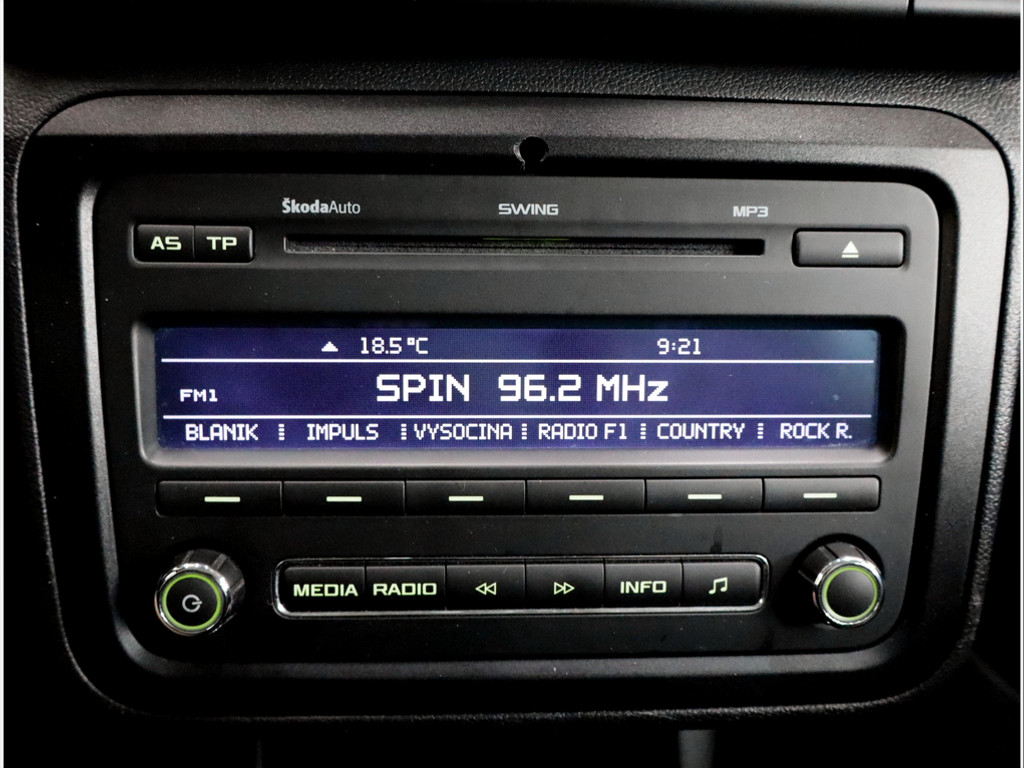 ŠkodaAuto SWING MP3
AS TP
18.5 °C 9:21
FM1 SPIN 96.2 MHz
BLANIK IMPULS VYSOCINA RADIO F1 COUNTRY ROCK R.
MEDIA RADIO INFO